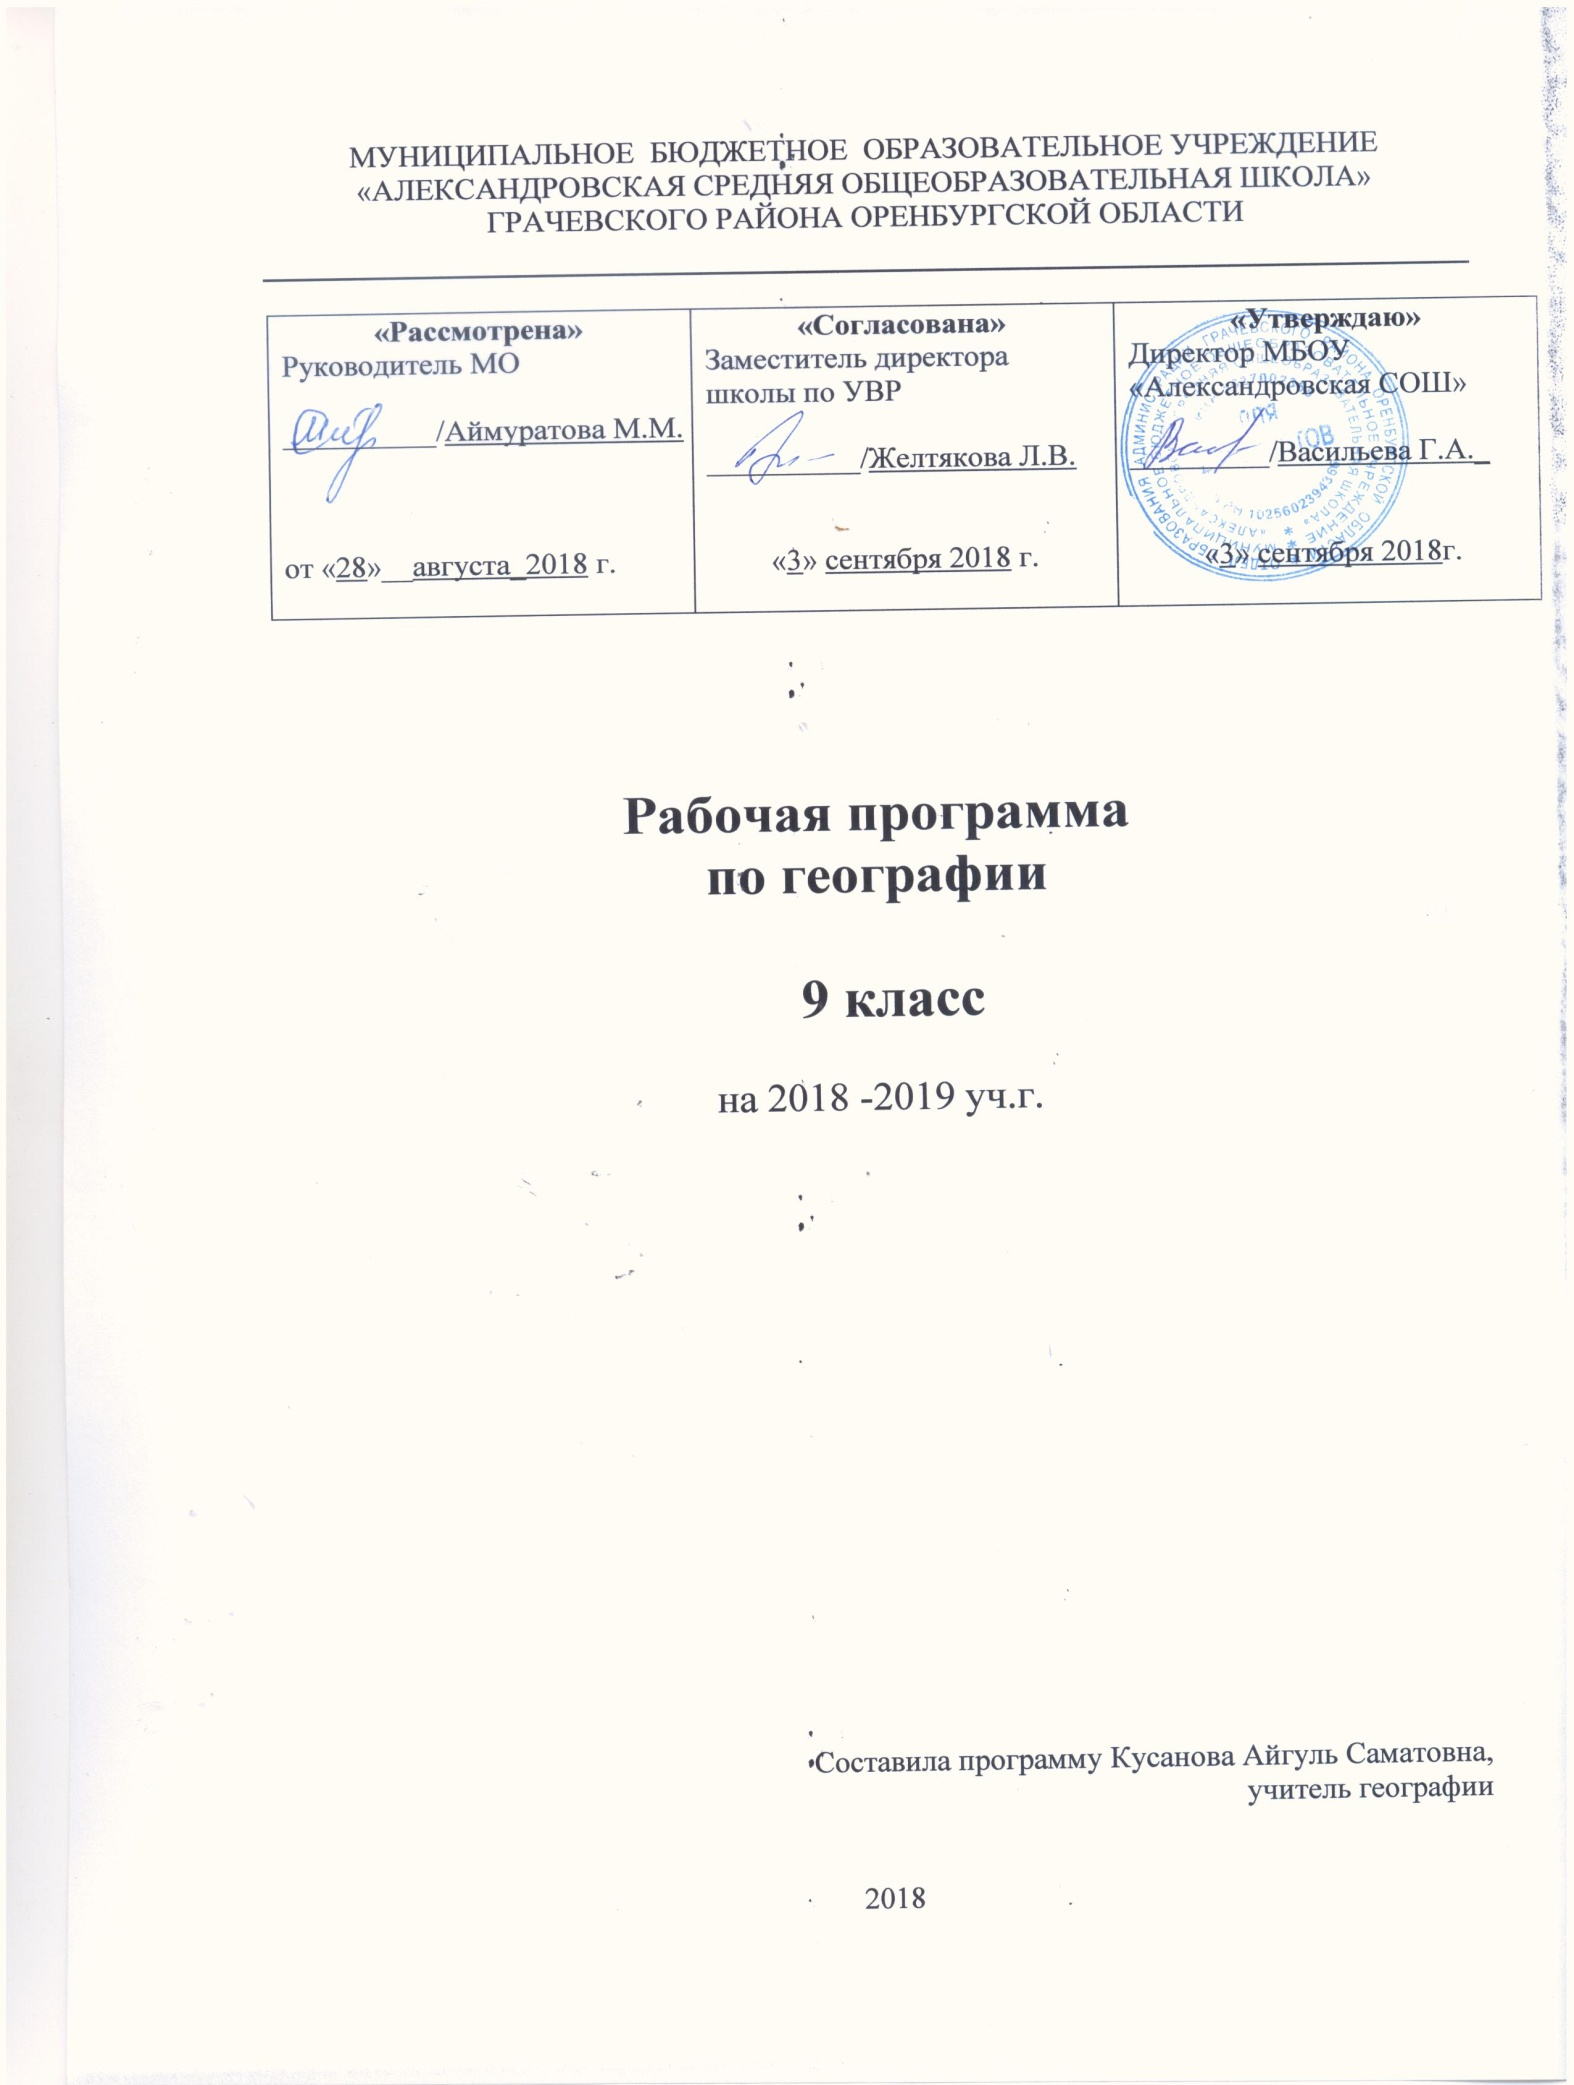 МУНИЦИПАЛЬНОЕ БЮДЖЕТНОЕ ОБРАЗОВАТЕЛЬНОЕ УЧРЕЖДЕНИЕ
«АЛЕКСАНДРОВСКАЯ СРЕДНЯЯ ОБЩЕОБРАЗОВАТЕЛЬНАЯ ШКОЛА»
ГРАЧЕВСКОГО РАЙОНА ОРЕНБУРГСКОЙ ОБЛАСТИ
«Рассмотрена»
Руководитель МО
/Аймуратова М.М.
от «28»__августа_2018 г.
«Согласована»
Заместитель директора
школы по УВР
/Желтякова Л.В.
«3» сентября 2018 г.
«Утверждаю»
Директор МБОУ
«Александровская СОШ»
/Васильева Г.А._
«3» сентября 2018г.
Рабочая программа
по географии
9 класс
на 2018 -2019 уч.г.
Составила программу Кусанова Айгуль Саматовна,
учитель географии
2018